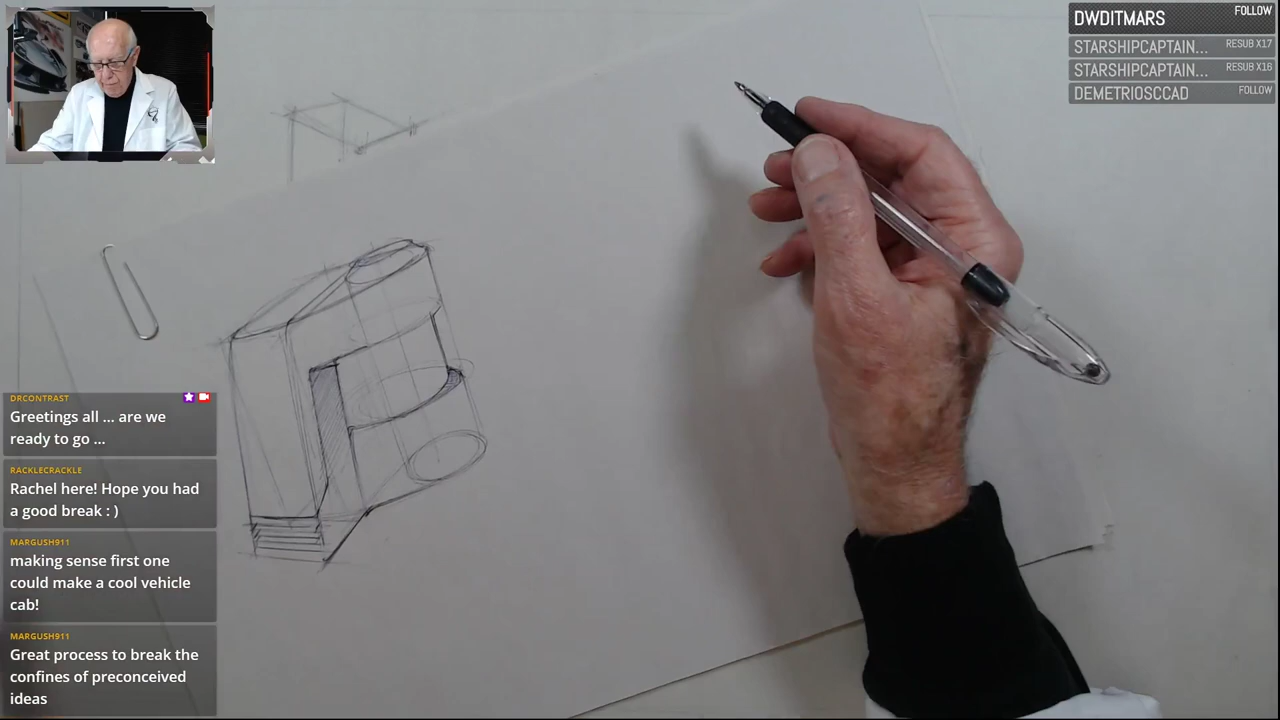 DWDITMARS FOLLOW
STARSHIPCAPTAIN... RESUB X17
STARSHIPCAPTAIN... RESUB X16
DEMETRIOSCCAD FOLLOW
DRCONTRAST
Greetings all ... are we
ready to go ...
RACKLECRACKLE
Rachel here! Hope you had
a good break : )
MARGUSH911
making sense first one
could make a cool vehicle
cab!
MARGUSH911
Great process to break the
confines of preconceived
ideas